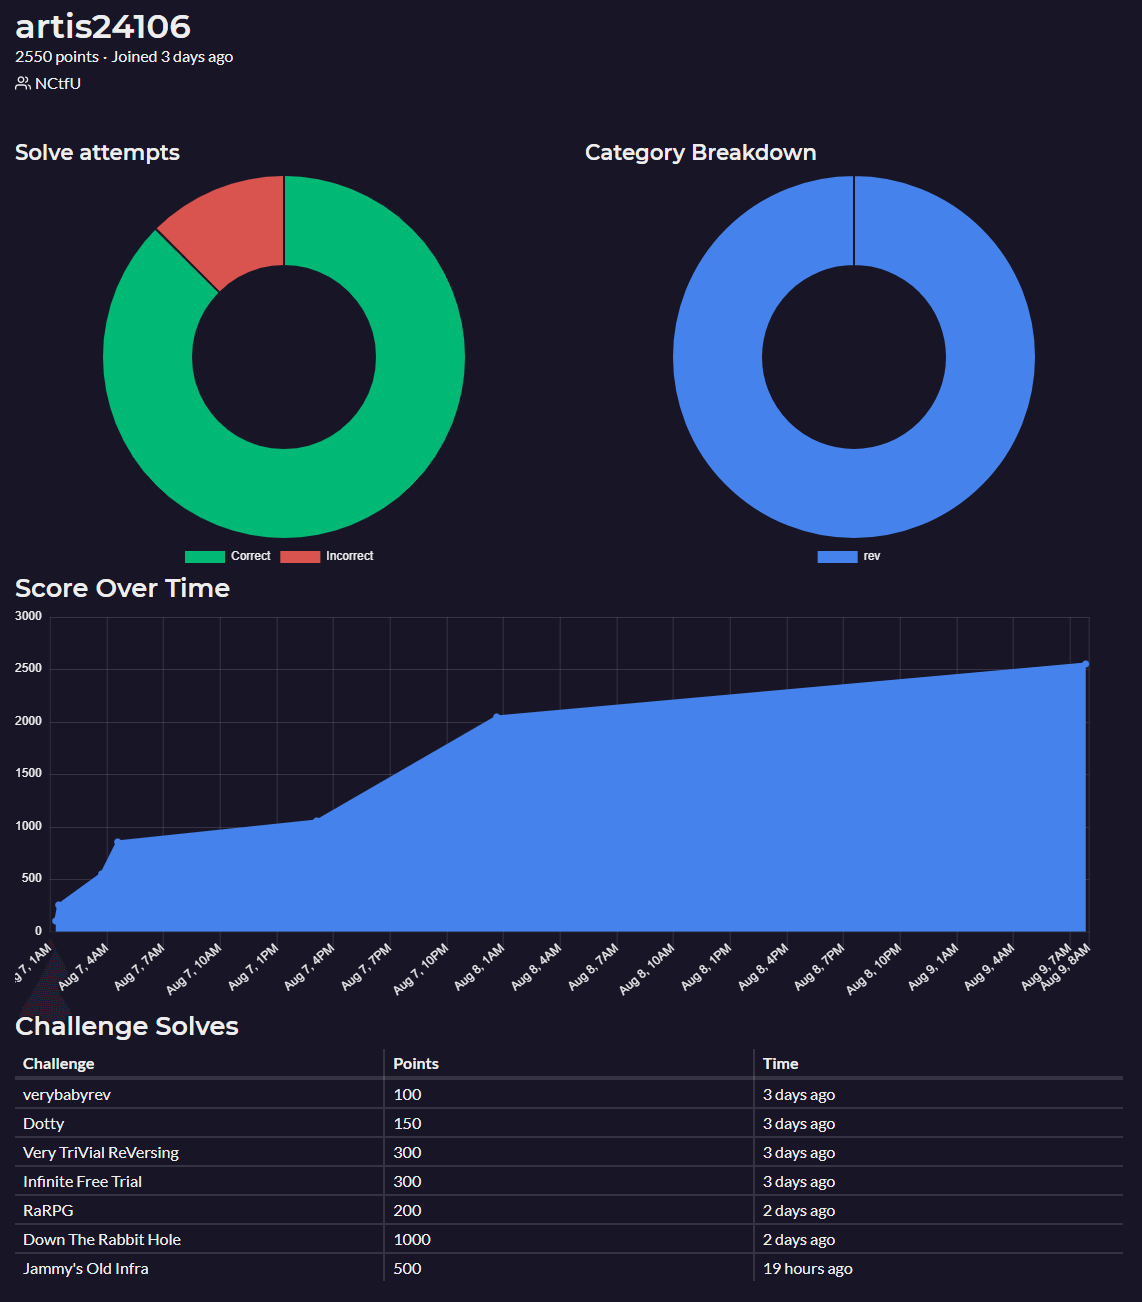 artis24106
2550 points · Joined 3 days ago
NCtfU
Solve attempts
Category Breakdown
Correct Incorrect
rev
Score Over Time
3000
2500
2000
1500
1000
500
0
g 7, 1AM
Aug 7, 4AM
Aug 7, 7AM
Aug 7, 10AM
Aug 7, 1PM
Aug 7, 4PM
Aug 7, 7PM
Aug 7, 10PM
Aug 8, 1AM
Aug 8, 4AM
Aug 8, 7AM
Aug 8, 10AM
Aug 8, 1PM
Aug 8, 4PM
Aug 8, 7PM
Aug 8, 10PM
Aug 9, 1AM
Aug 9, 4AM
Aug 9, 7AM
Aug 9, 8AM
Challenge Solves
Challenge Points Time
verybabyrev 100 3 days ago
Dotty 150 3 days ago
Very TriVial ReVersing 300 3 days ago
Infinite Free Trial 300 3 days ago
RaRPG 200 2 days ago
Down The Rabbit Hole 1000 2 days ago
Jammy's Old Infra 500 19 hours ago